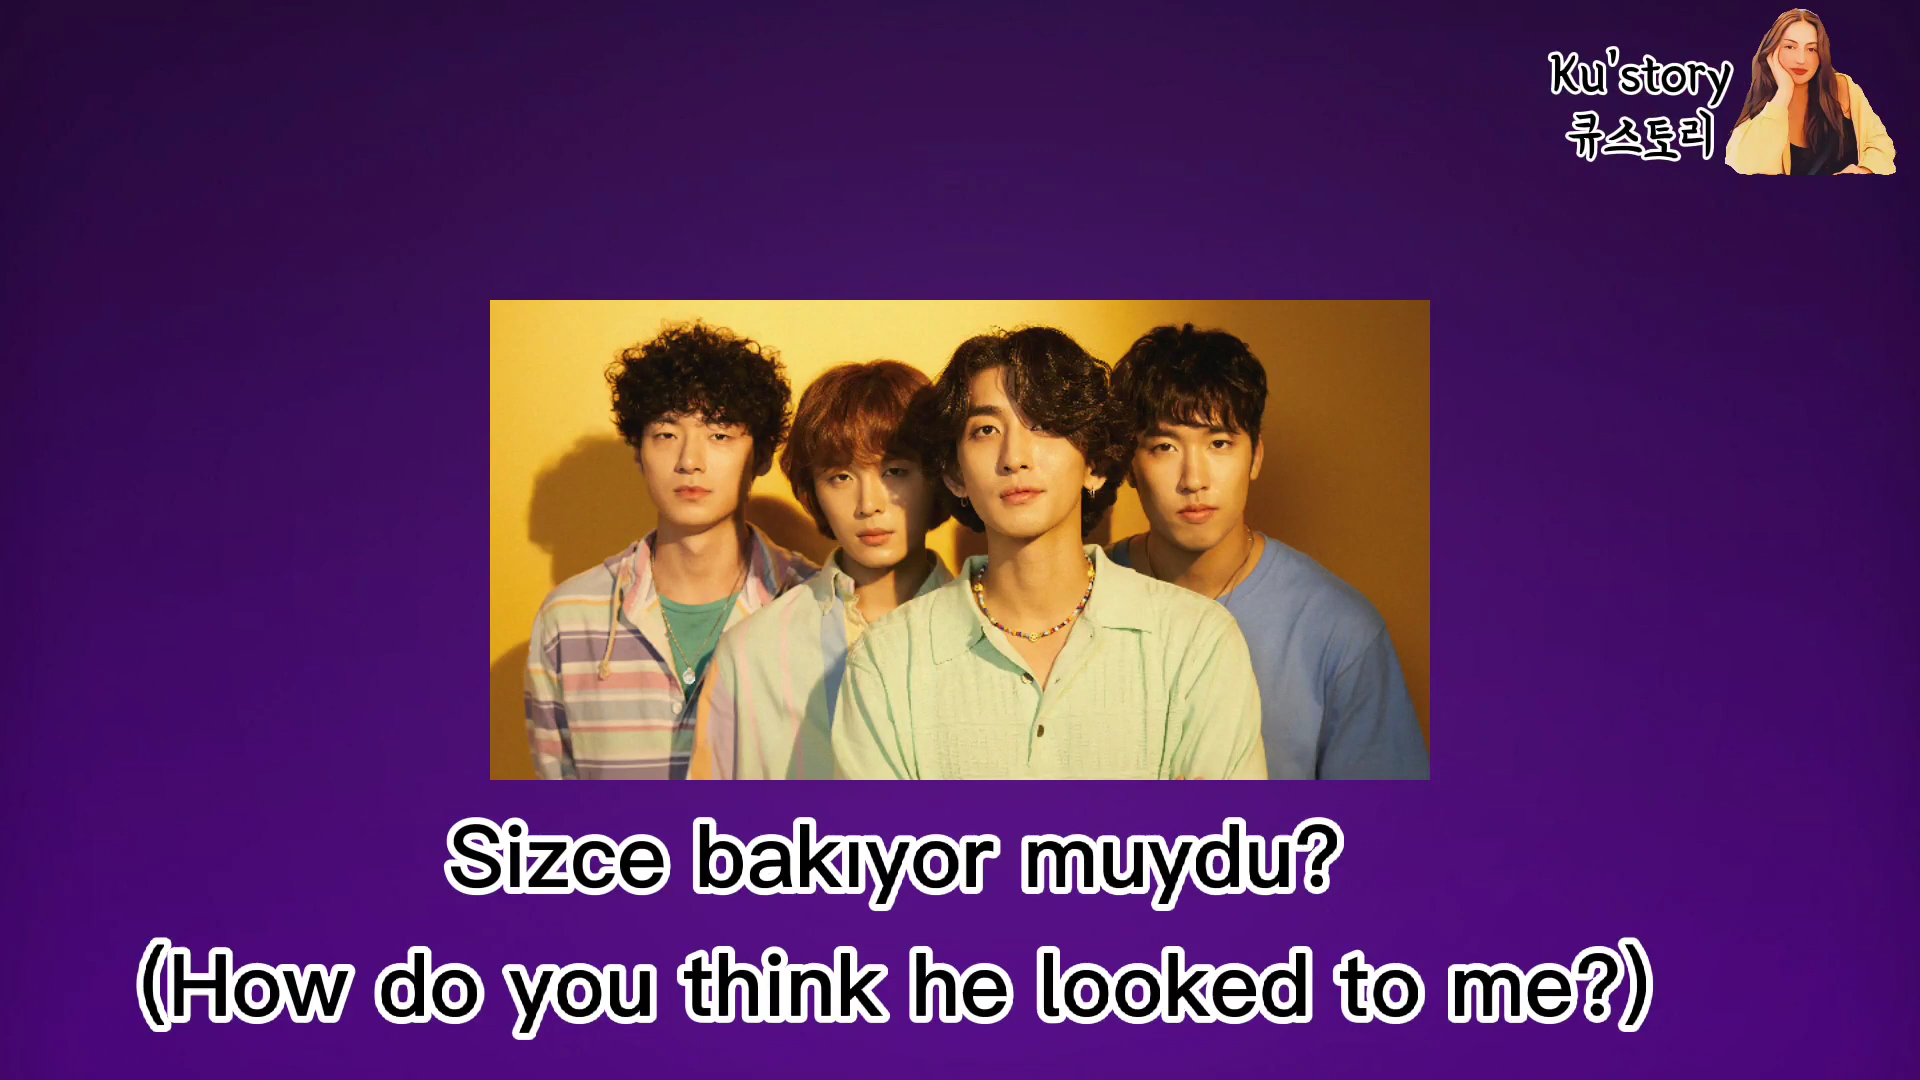 Ku'story
큐스토리
Sizce bakıyor muydu?
(How do you think he looked to me?)